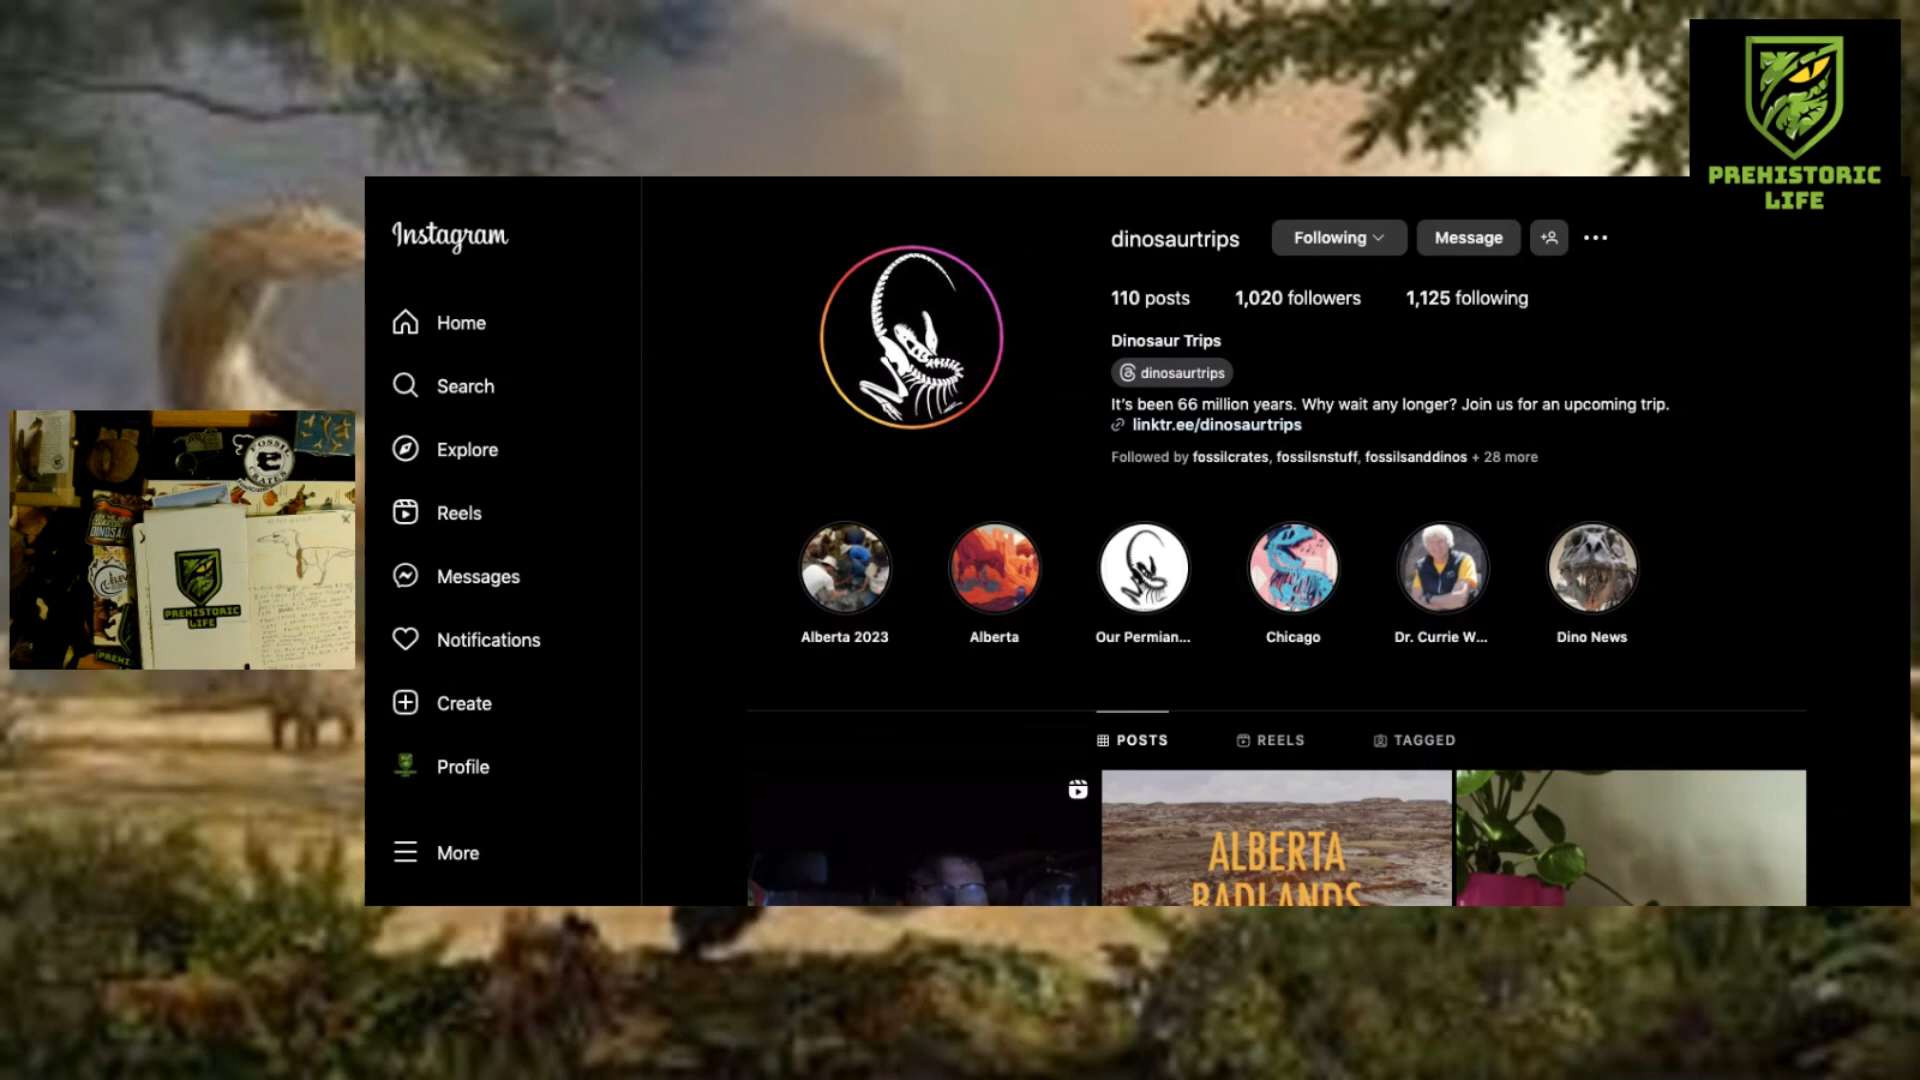 PREHISTORIC
LIFE
Instagram
Home
Search
Explore
Reels
Messages
Notifications
Create
Profile
More
dinosaurtrips
Following
Message
110 posts
1,020 followers
1,125 following
Dinosaur Trips
dinosaurtrips
It's been 66 million years. Why wait any longer? Join us for an upcoming trip.
linktr.ee/dinosaurtrips
Followed by fossilcrates, fossilsnstuff, fossilsanddinos + 28 more
Alberta 2023
Alberta
Our Permian...
Chicago
Dr. Currie W...
Dino News
POSTS
REELS
TAGGED
ALBERTA
BADLANDS
FOSSIL
CRATES
PREHISTORIC
LIFE